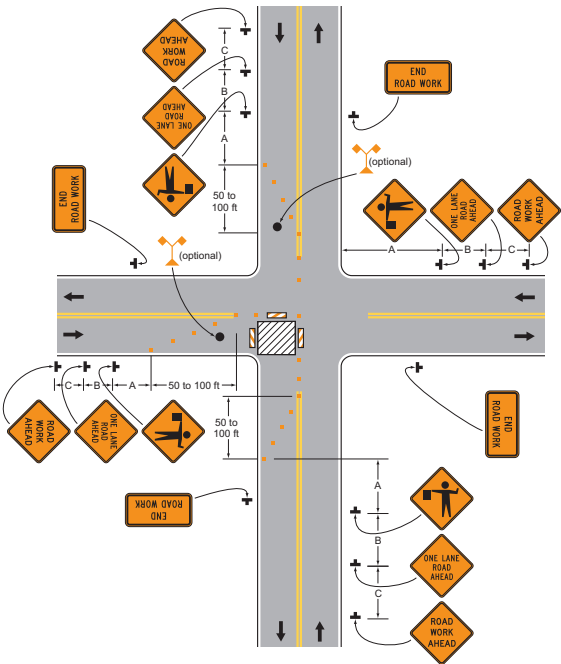 ROAD
WORK
AHEAD
C
ONE LANE
ROAD
AHEAD
B
A
50 to
100 ft
END
ROAD WORK
(optional)
END
ROAD WORK
(optional)
ONE LANE
ROAD
AHEAD
ROAD
WORK
AHEAD
A
B
C
C
B
A
50 to 100 ft
ROAD
WORK
AHEAD
ONE LANE
ROAD
AHEAD
50 to
100 ft
END
ROAD WORK
END
ROAD WORK
A
B
ONE LANE
ROAD
AHEAD
C
ROAD
WORK
AHEAD